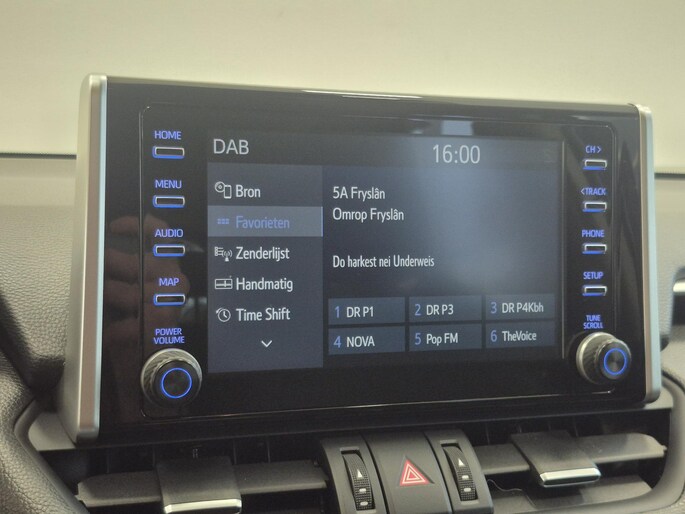 HOME
MENU
AUDIO
MAP
POWER
VOLUME
DAB
16:00
Bron
Favorieten
Zenderlijst
Handmatig
Time Shift
5A Fryslân
Omrop Fryslân
Do harkest nei Underweis
1 DR P1
2 DR P3
3 DR P4Kbh
4 NOVA
5 Pop FM
6 TheVoice
CH >
< TRACK
PHONE
SETUP
TUNE
SCROLL